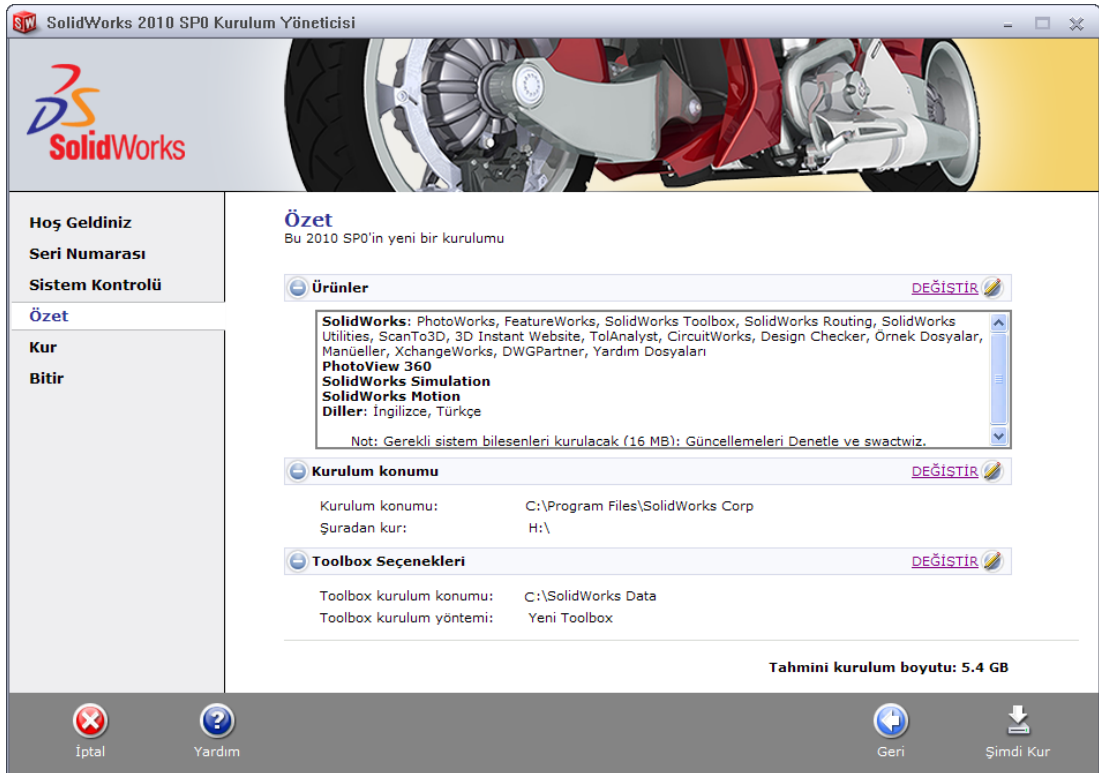 SolidWorks 2010 SP0 Kurulum Yöneticisi
SolidWorks
Hoş Geldiniz
Seri Numarası
Sistem Kontrolü
Özet
Kur
Bitir
Özet
Bu 2010 SP0'in yeni bir kurulumu
Ürünler DEĞİŞTİR
SolidWorks: PhotoWorks, FeatureWorks, SolidWorks Toolbox, SolidWorks Routing, SolidWorks
Utilities, ScanTo3D, 3D Instant Website, TolAnalyst, CircuitWorks, Design Checker, Örnek Dosyalar,
Manüeller, XchangeWorks, DWGPartner, Yardım Dosyaları
PhotoView 360
SolidWorks Simulation
SolidWorks Motion
Diller: İngilizce, Türkçe
Not: Gerekli sistem bilesenleri kurulacak (16 MB): Güncellemeleri Denetle ve swactwiz.
Kurulum konumu DEĞİŞTİR
Kurulum konumu: C:\Program Files\SolidWorks Corp
Şuradan kur: H:\
Toolbox Seçenekleri DEĞİŞTİR
Toolbox kurulum konumu: C:\SolidWorks Data
Toolbox kurulum yöntemi: Yeni Toolbox
Tahmini kurulum boyutu: 5.4 GB
İptal Yardım Geri Şimdi Kur